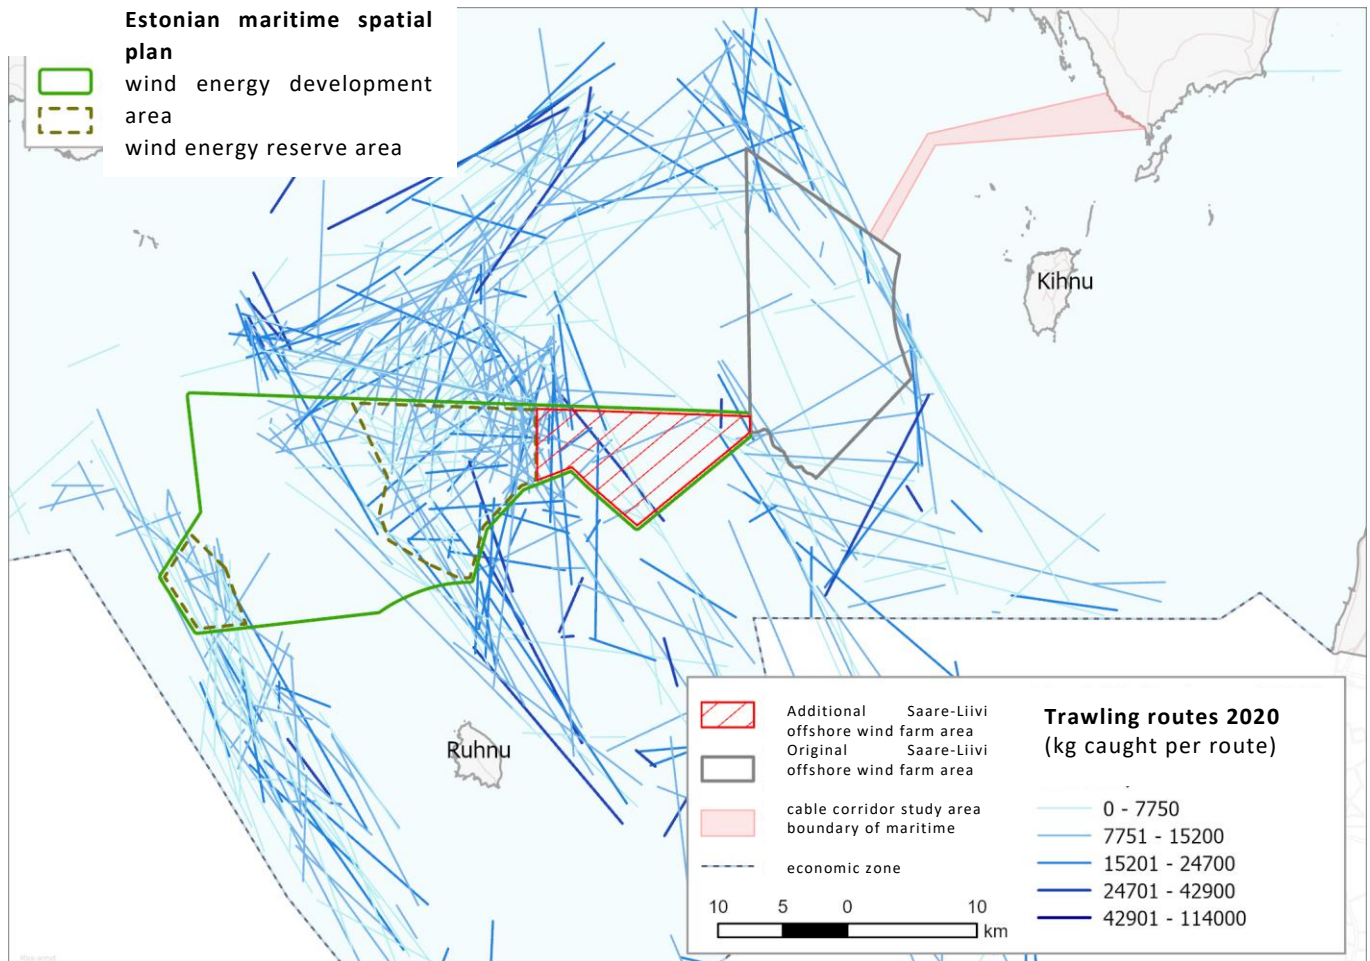 Estonian maritime spatial
plan
wind energy development
area
wind energy reserve area
Kihnu
Ruhnu
Additional Saare-Liivi
offshore wind farm area
Original Saare-Liivi
offshore wind farm area
cable corridor study area
boundary of maritime
economic zone
10 5 0 10
km
Trawling routes 2020
(kg caught per route)
0 - 7750
7751 - 15200
15201 - 24700
24701 - 42900
42901 - 114000